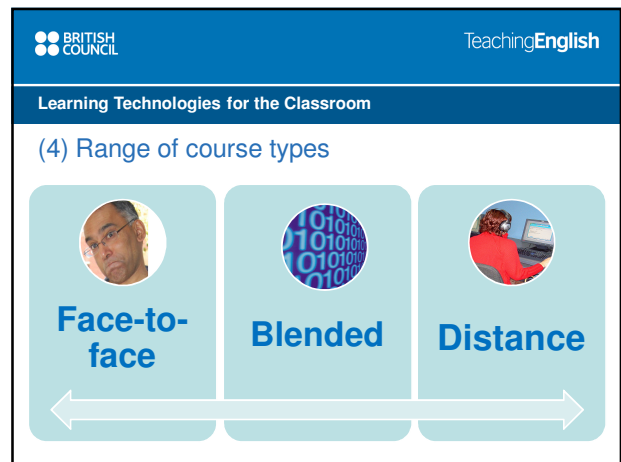 BRITISH
COUNCIL
TeachingEnglish
Learning Technologies for the Classroom
(4) Range of course types
Face-to-
face
Blended
Distance